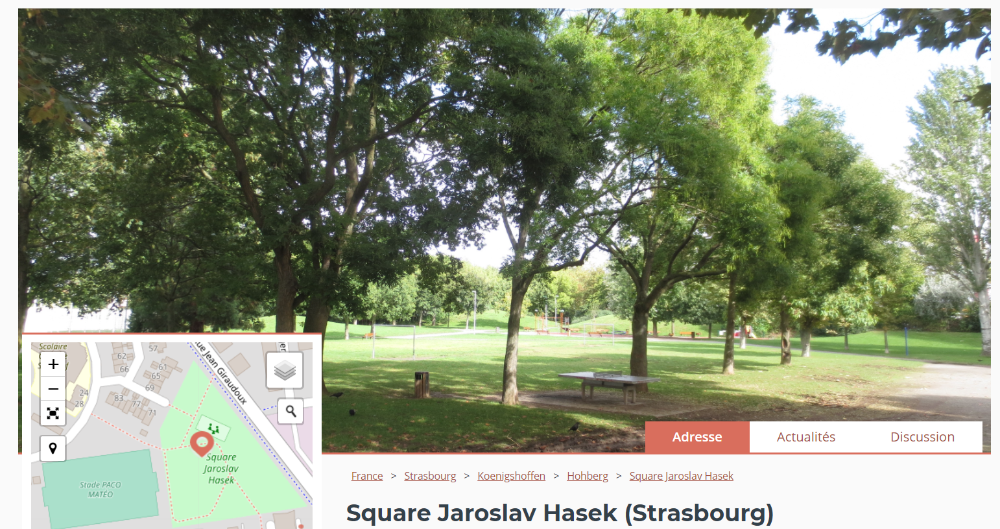 Adresse
Actualités
Discussion
France > Strasbourg > Koenigshoffen > Hohberg > Square Jaroslav Hasek
Square Jaroslav Hasek (Strasbourg)
Scolaire
57
62
66
61
65
69
24
28
83
77
71
+
−
Rue Jean Giraudoux
Square
Jaroslav
Hasek
Stade PACO
MATÉO